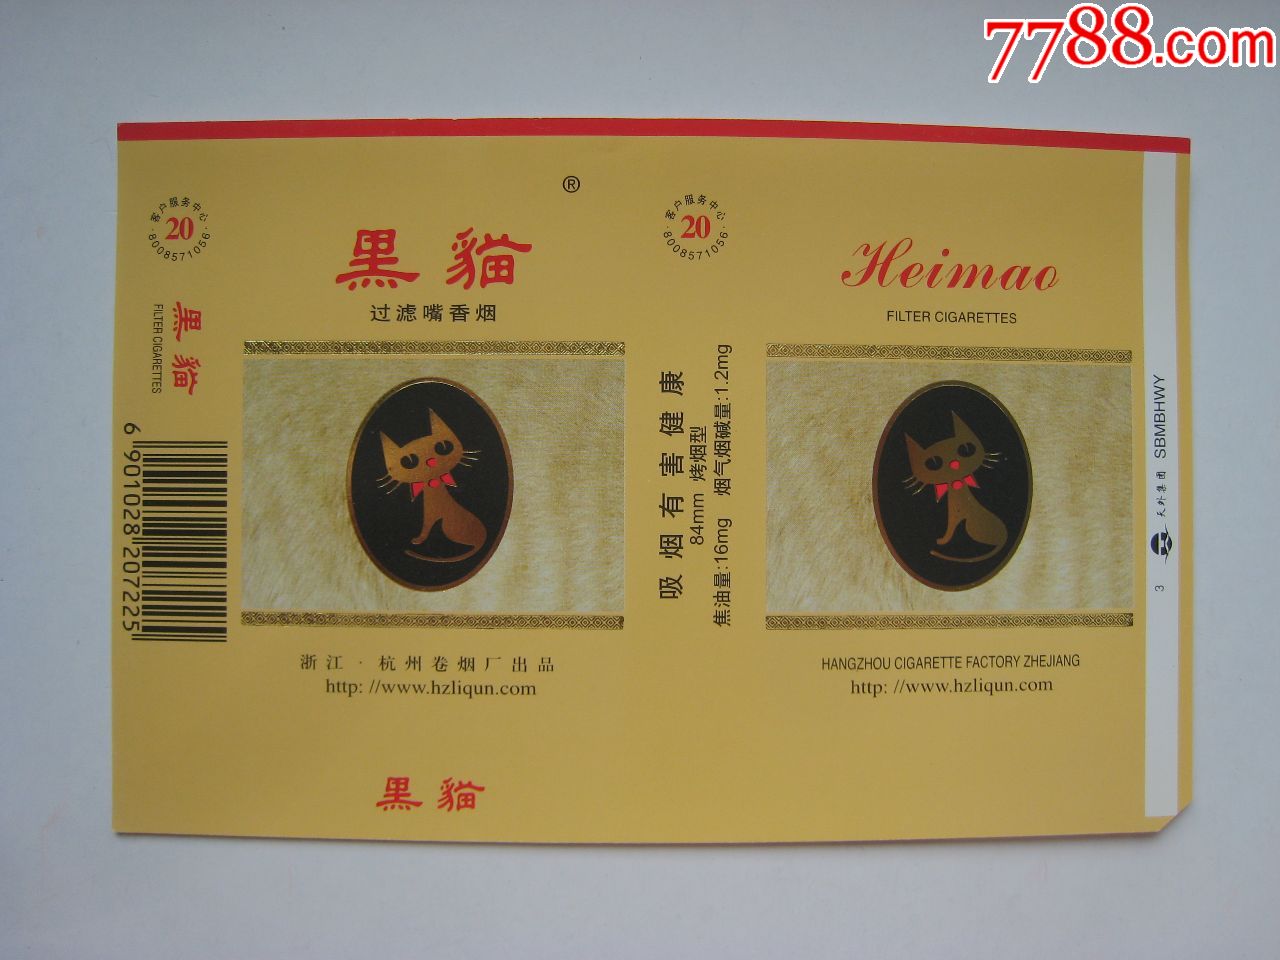 7788.com
客户服务中心
20
·8008571056·
黑貓
FILTER CIGARETTES
6 901028 207225
®
黑貓
过滤嘴香烟
浙江·杭州卷烟厂出品
http: //www.hzliqun.com
黑貓
客户服务中心
20
·8008571056·
吸烟有害健康
84mm 烤烟型
焦油量:16mg 烟气烟碱量:1.2mg
Heimao
FILTER CIGARETTES
HANGZHOU CIGARETTE FACTORY ZHEJIANG
http: //www.hzliqun.com
3 天外集团 SBMBHWY